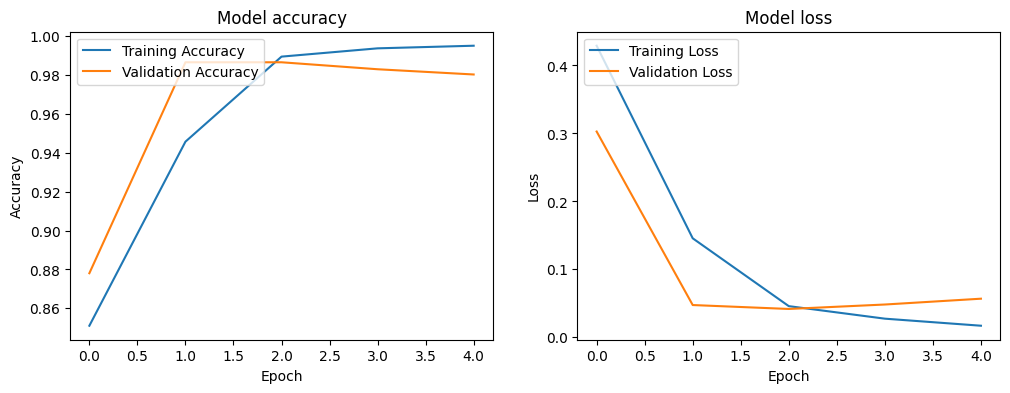 Model accuracy
Training Accuracy
Validation Accuracy
Accuracy
1.00
0.98
0.96
0.94
0.92
0.90
0.88
0.86
0.0 0.5 1.0 1.5 2.0 2.5 3.0 3.5 4.0
Epoch
Model loss
Training Loss
Validation Loss
Loss
0.4
0.3
0.2
0.1
0.0
0.0 0.5 1.0 1.5 2.0 2.5 3.0 3.5 4.0
Epoch